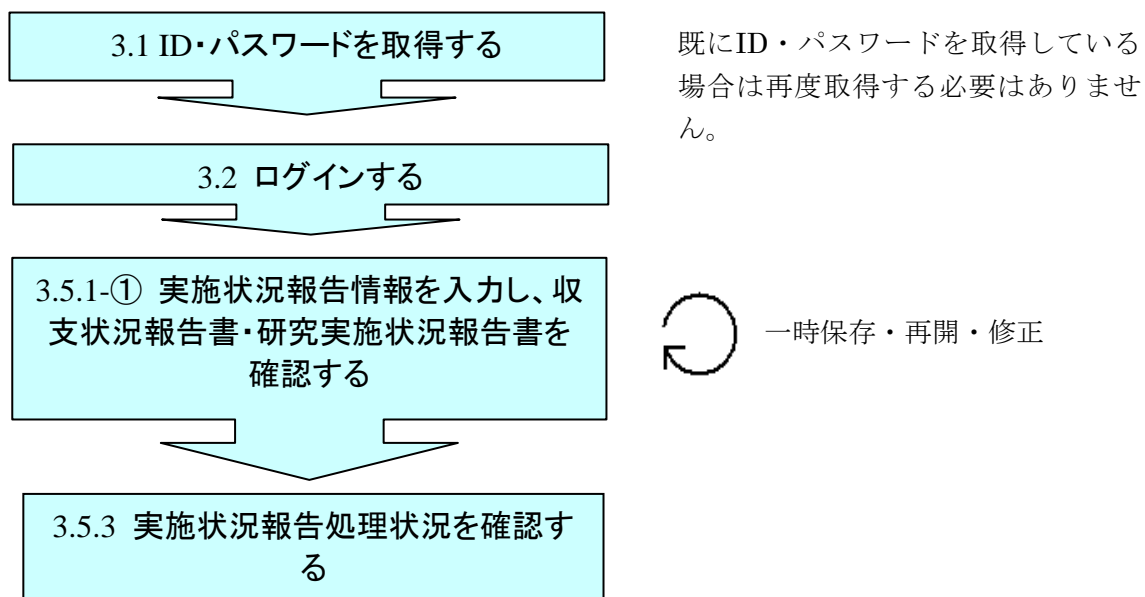 3.1 ID・パスワードを取得する
既にID・パスワードを取得している
場合は再度取得する必要はありませ
ん。
3.2 ログインする
3.5.1-① 実施状況報告情報を入力し、収
支状況報告書・研究実施状況報告書を
確認する
一時保存・再開・修正
3.5.3 実施状況報告処理状況を確認す
る